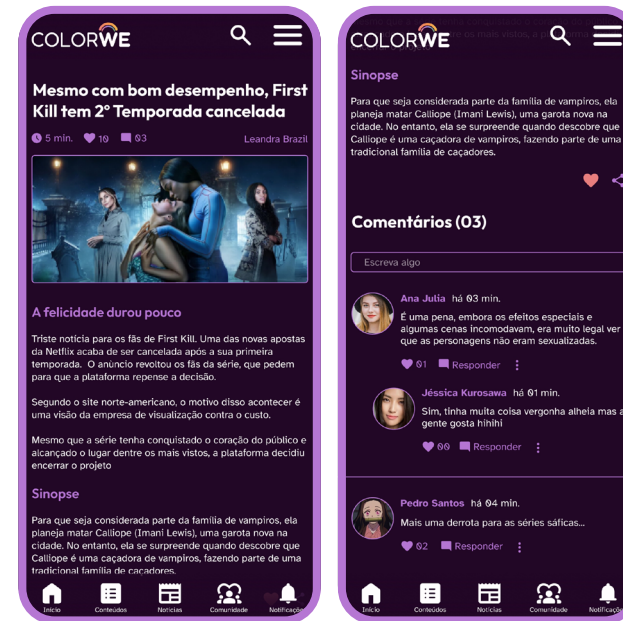 COLORWE
Mesmo com bom desempenho, First
Kill tem 2º Temporada cancelada
5 min. 10 03 Leandra Brazil
A felicidade durou pouco
Triste notícia para os fãs de First Kill. Uma das novas apostas
da Netflix acaba de ser cancelada após a sua primeira
temporada. O anúncio revoltou os fãs da série, que pedem
para que a plataforma repense a decisão.
Segundo o site norte-americano, o motivo disso acontecer é
uma visão da empresa de visualização contra o custo.
Mesmo que a série tenha conquistado o coração do público e
alcançado o lugar dentre os mais vistos, a plataforma decidiu
encerrar o projeto
Sinopse
Para que seja considerada parte da família de vampiros, ela
planeja matar Calliope (Imani Lewis), uma garota nova na
cidade. No entanto, ela se surpreende quando descobre que
Calliope é uma caçadora de vampiros, fazendo parte de uma
tradicional família de caçadores.
Início Conteúdos Notícias Comunidade Notificaçõe
COLORWE
Sinopse
Para que seja considerada parte da família de vampiros, ela
planeja matar Calliope (Imani Lewis), uma garota nova na
cidade. No entanto, ela se surpreende quando descobre que
Calliope é uma caçadora de vampiros, fazendo parte de uma
tradicional família de caçadores.
Comentários (03)
Escreva algo
Ana Julia há 03 min.
É uma pena, embora os efeitos especiais e
algumas cenas incomodavam, era muito legal ver
que as personagens não eram sexualizadas.
01 Responder
Jéssica Kurosawa há 01 min.
Sim, tinha muita coisa vergonha alheia mas a
gente gosta hihihi
00 Responder
Pedro Santos há 04 min.
Mais uma derrota para as séries sáficas...
02 Responder
Início Conteúdos Notícias Comunidade Notificaçõe